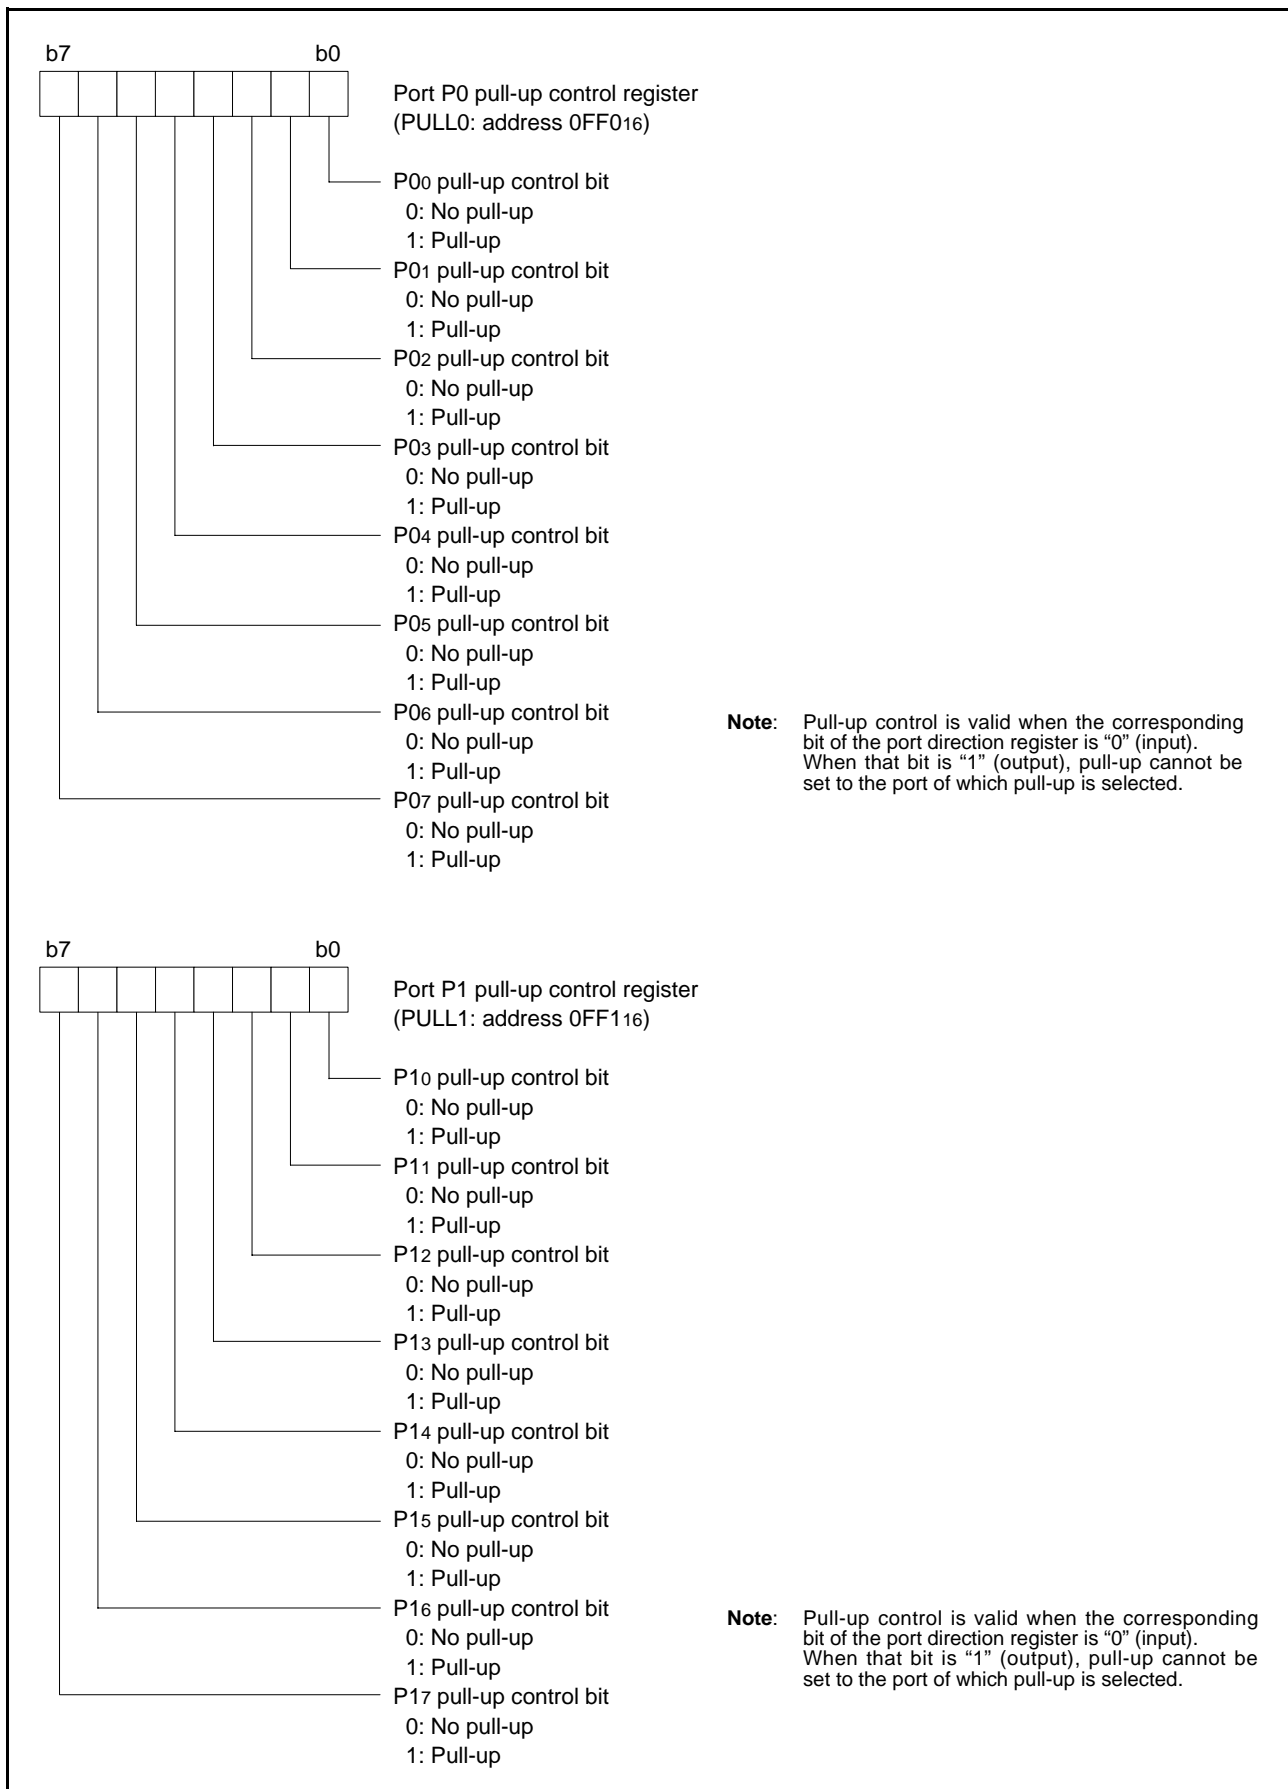 b7 b0
Port P0 pull-up control register
(PULL0: address 0FF016)
P00 pull-up control bit
0: No pull-up
1: Pull-up
P01 pull-up control bit
0: No pull-up
1: Pull-up
P02 pull-up control bit
0: No pull-up
1: Pull-up
P03 pull-up control bit
0: No pull-up
1: Pull-up
P04 pull-up control bit
0: No pull-up
1: Pull-up
P05 pull-up control bit
0: No pull-up
1: Pull-up
P06 pull-up control bit
0: No pull-up
1: Pull-up
P07 pull-up control bit
0: No pull-up
1: Pull-up
Note: Pull-up control is valid when the corresponding
bit of the port direction register is “0” (input).
When that bit is “1” (output), pull-up cannot be
set to the port of which pull-up is selected.
b7 b0
Port P1 pull-up control register
(PULL1: address 0FF116)
P10 pull-up control bit
0: No pull-up
1: Pull-up
P11 pull-up control bit
0: No pull-up
1: Pull-up
P12 pull-up control bit
0: No pull-up
1: Pull-up
P13 pull-up control bit
0: No pull-up
1: Pull-up
P14 pull-up control bit
0: No pull-up
1: Pull-up
P15 pull-up control bit
0: No pull-up
1: Pull-up
P16 pull-up control bit
0: No pull-up
1: Pull-up
P17 pull-up control bit
0: No pull-up
1: Pull-up
Note: Pull-up control is valid when the corresponding
bit of the port direction register is “0” (input).
When that bit is “1” (output), pull-up cannot be
set to the port of which pull-up is selected.